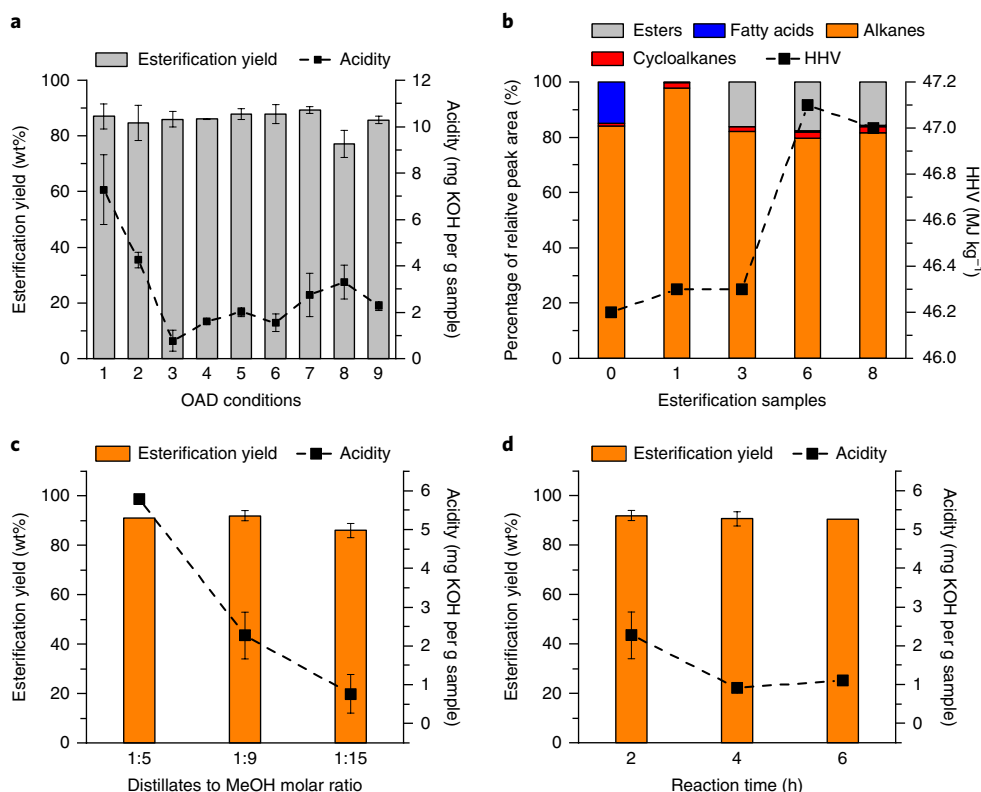 a
Esterification yield
Acidity
Esterification yield (wt%)
100
80
60
40
20
0
12
10
8
6
4
2
0
Acidity (mg KOH per g sample)
1 2 3 4 5 6 7 8 9
OAD conditions
b
Esters Fatty acids Alkanes
Cycloalkanes HHV
Percentage of relaitve peak area (%)
100
80
60
40
20
0
47.2
47.0
46.8
46.6
46.4
46.2
46.0
HHV (MJ kg⁻¹)
0 1 3 6 8
Esterification samples
c
Esterification yield
Acidity
Esterification yield (wt%)
100
80
60
40
20
0
6
5
4
3
2
1
0
Acidity (mg KOH per g sample)
1:5 1:9 1:15
Distillates to MeOH molar ratio
d
Esterification yield
Acidity
Esterification yield (wt%)
100
80
60
40
20
0
6
5
4
3
2
1
0
Acidity (mg KOH per g sample)
2 4 6
Reaction time (h)